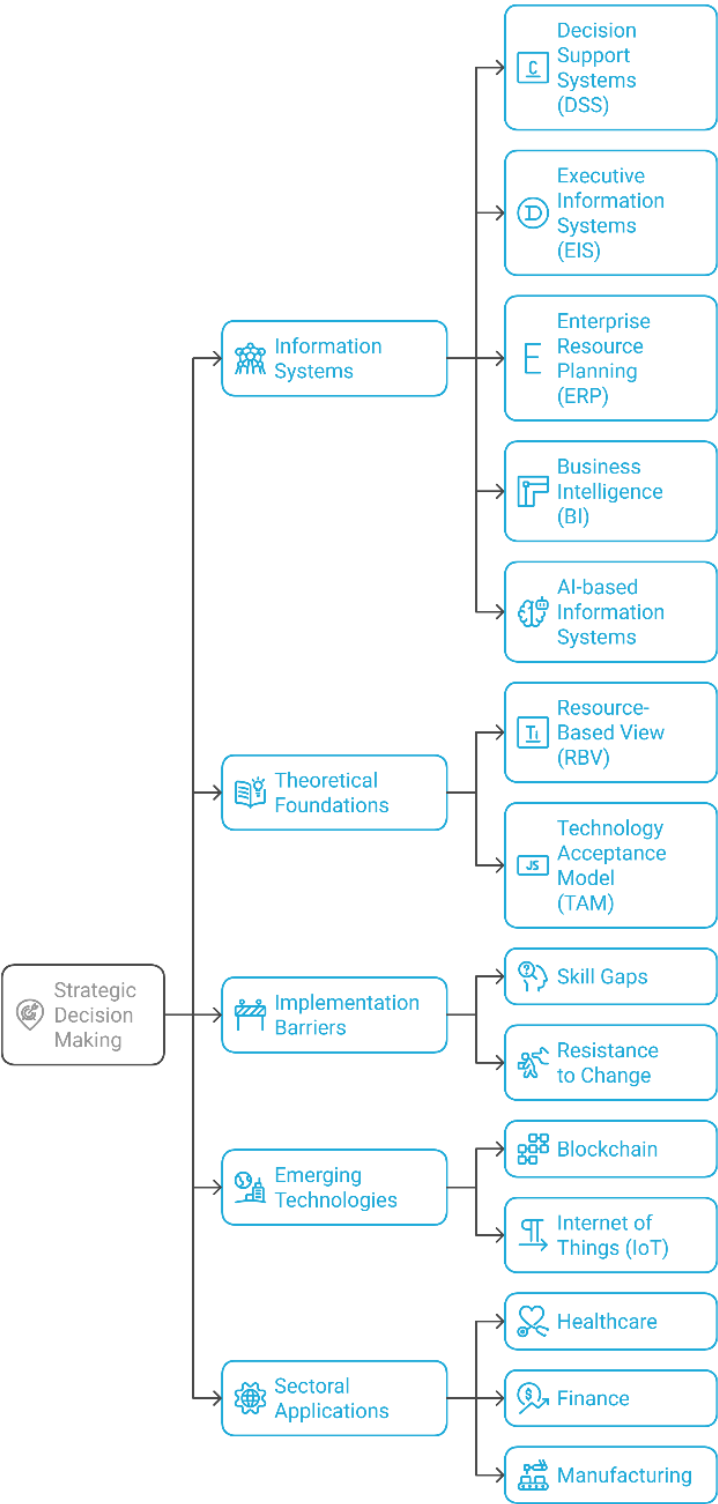 Decision
Support
Systems
(DSS)
Executive
Information
Systems
(EIS)
Enterprise
Resource
Planning
(ERP)
Information
Systems
Business
Intelligence
(BI)
AI-based
Information
Systems
Resource-
Based View
(RBV)
Theoretical
Foundations
Technology
Acceptance
Model
(TAM)
Strategic
Decision
Making
Implementation
Barriers
Skill Gaps
Resistance
to Change
Emerging
Technologies
Blockchain
Internet of
Things (IoT)
Sectoral
Applications
Healthcare
Finance
Manufacturing
C
D
E
Ti
JS